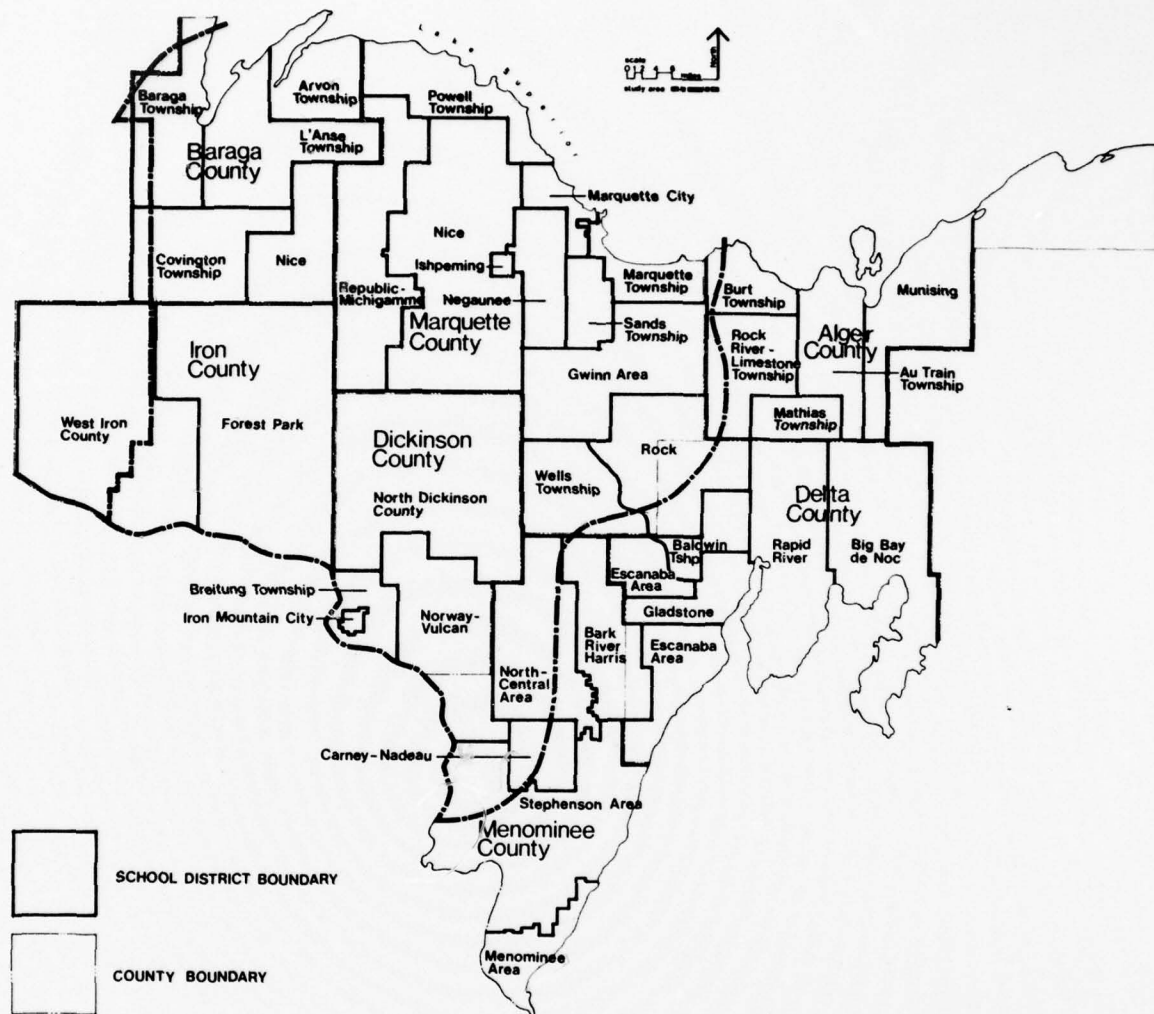 North
scale
0 2 4 8
miles
study area
Baraga
Township
Arvon
Township
Powell
Township
L'Anse
Township
Baraga
County
Marquette City
Nice
Covington
Township
Nice
Ishpeming
Republic-
Michigamme
Negaunee
Marquette
Township
Burt
Township
Munising
Marquette
County
Sands
Township
Rock
River-
Limestone
Township
Alger
County
Iron
County
Gwinn Area
Au Train
Township
West Iron
County
Forest Park
Mathias
Township
Dickinson
County
Rock
Wells
Township
North Dickinson
County
Delta
County
Baldwin
Tshp
Rapid
River
Big Bay
de Noc
Escanaba
Area
Breitung Township
Iron Mountain City
Norway-
Vulcan
Gladstone
Bark
River
Harris
Escanaba
Area
North-
Central
Area
Carney-Nadeau
Stephenson Area
Menominee
County
Menominee
Area
SCHOOL DISTRICT BOUNDARY
COUNTY BOUNDARY